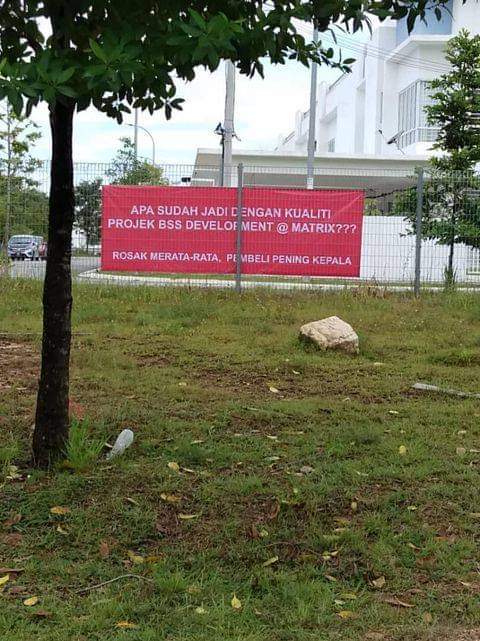 APA SUDAH JADI DENGAN KUALITI
PROJEK BSS DEVELOPMENT @ MATRIX???
ROSAK MERATA-RATA, PEMBELI PENING KEPALA